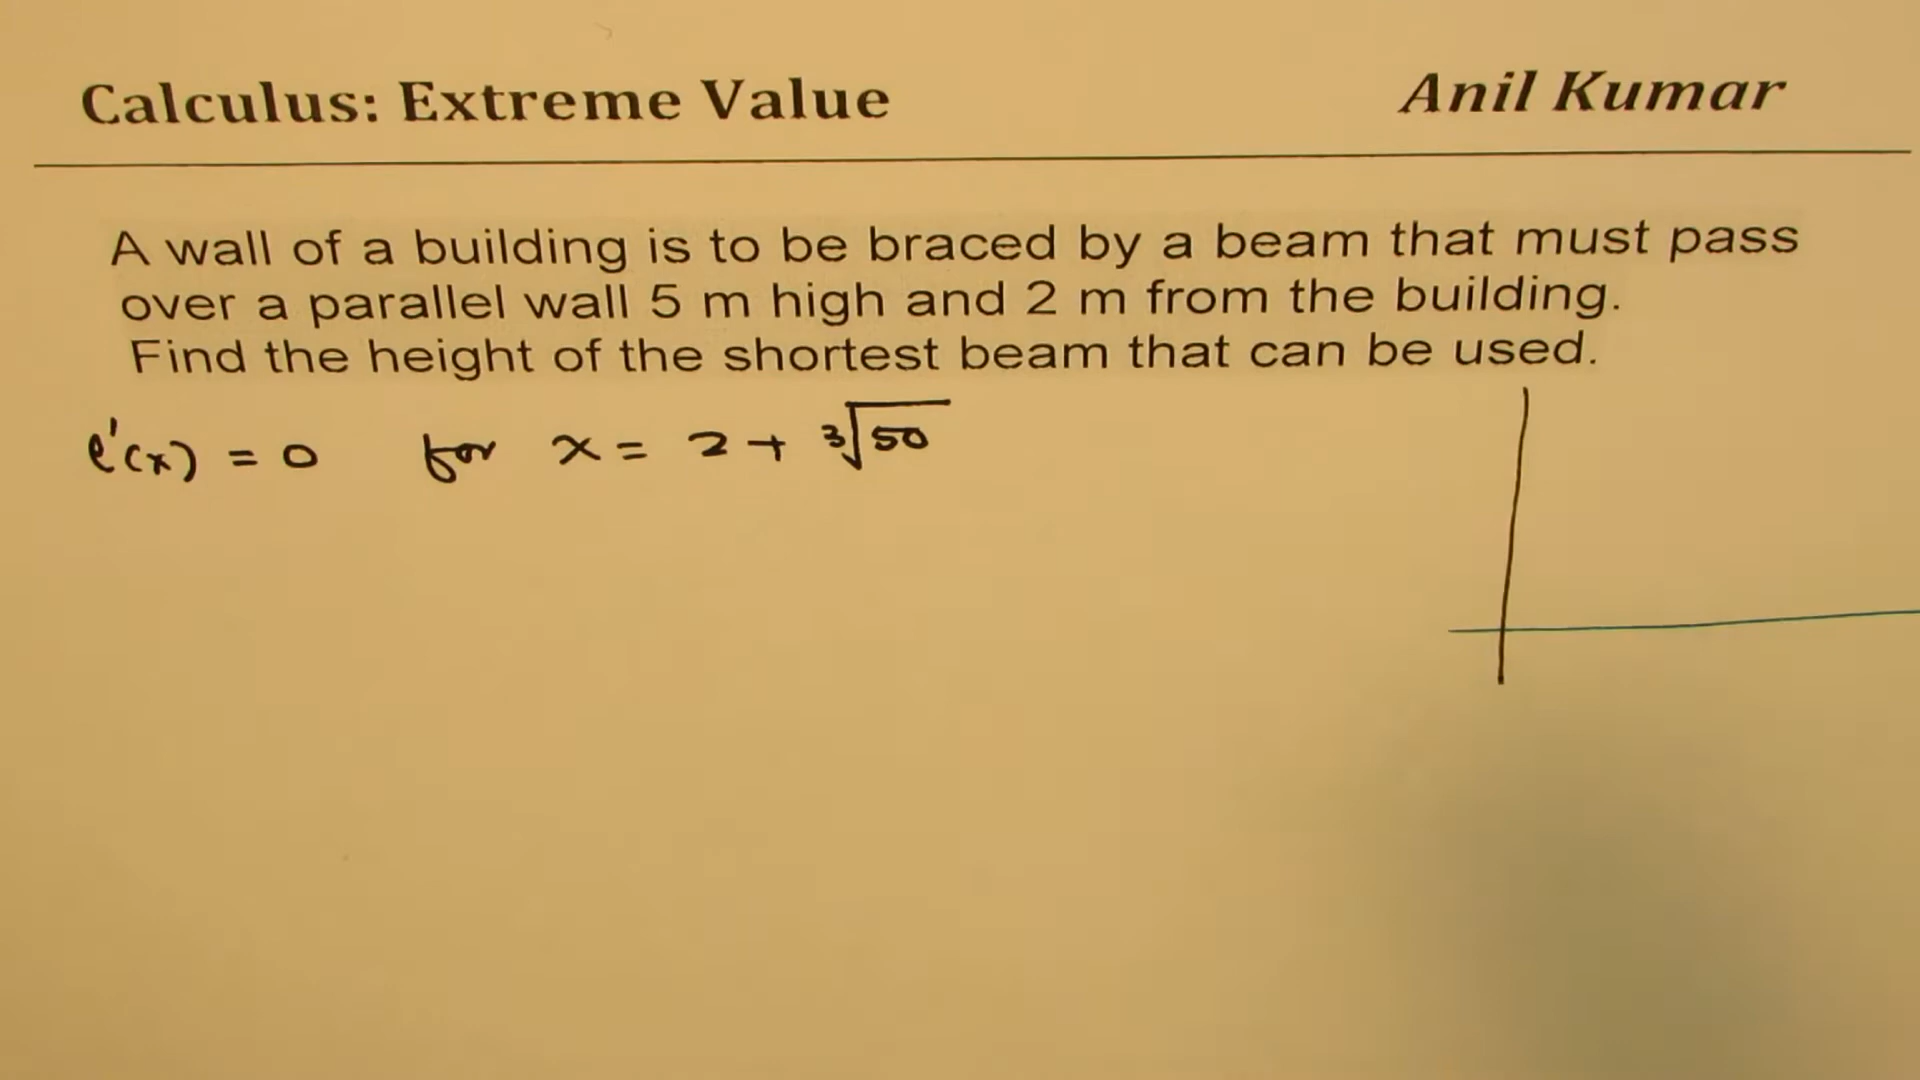 Calculus: Extreme Value
Anil Kumar
A wall of a building is to be braced by a beam that must pass
over a parallel wall 5 m high and 2 m from the building.
Find the height of the shortest beam that can be used.
l'(x) = 0 for x = 2 + ∛50